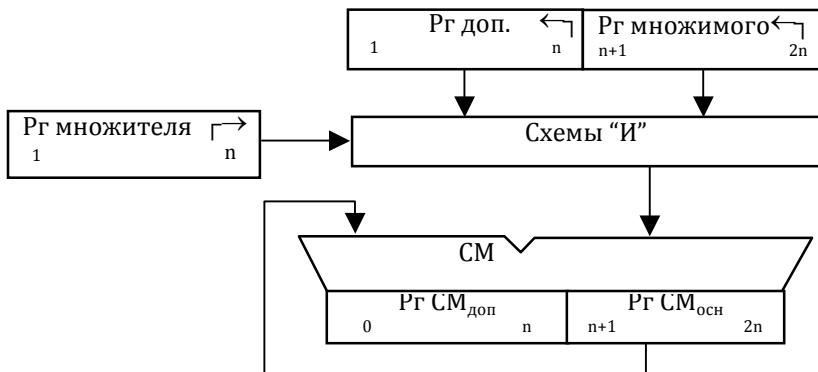 Рг доп. Рг множимого
1 n n+1 2n
Рг множителя
1 n
Схемы “И”
СМ
Рг СМдоп Рг СМосн
0 n n+1 2n